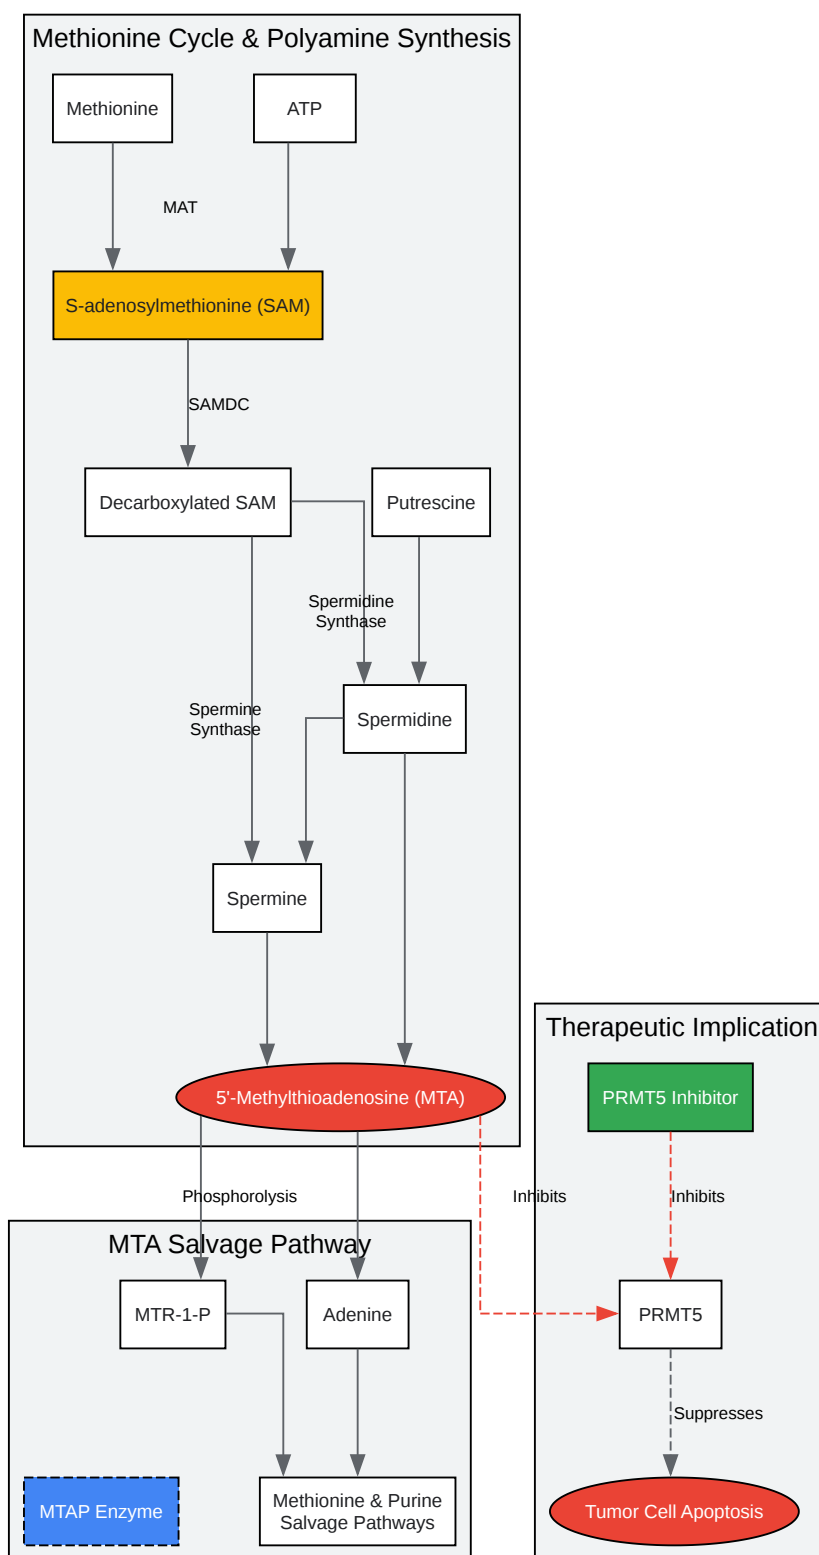 Methionine Cycle & Polyamine Synthesis
Methionine
ATP
MAT
S-adenosylmethionine (SAM)
SAMDC
Decarboxylated SAM
Putrescine
Spermidine
Synthase
Spermine
Synthase
Spermidine
Spermine
5'-Methylthioadenosine (MTA)
Phosphorolysis
Inhibits
MTA Salvage Pathway
MTR-1-P
Adenine
MTAP Enzyme
Methionine & Purine
Salvage Pathways
Therapeutic Implication
PRMT5 Inhibitor
Inhibits
PRMT5
Suppresses
Tumor Cell Apoptosis